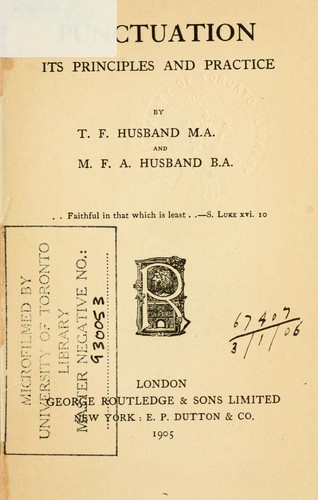 PUNCTUATION
ITS PRINCIPLES AND PRACTICE
BY
T. F. HUSBAND M.A.
AND
M. F. A. HUSBAND B.A.
. . Faithful in that which is least . .—S. LUKE xvi. 10
R
MICROFILMED BY
UNIVERSITY OF TORONTO
LIBRARY
MASTER NEGATIVE NO.:
930053
67407
3/1/06
LONDON
GEORGE ROUTLEDGE & SONS LIMITED
NEW YORK : E. P. DUTTON & CO.
1905